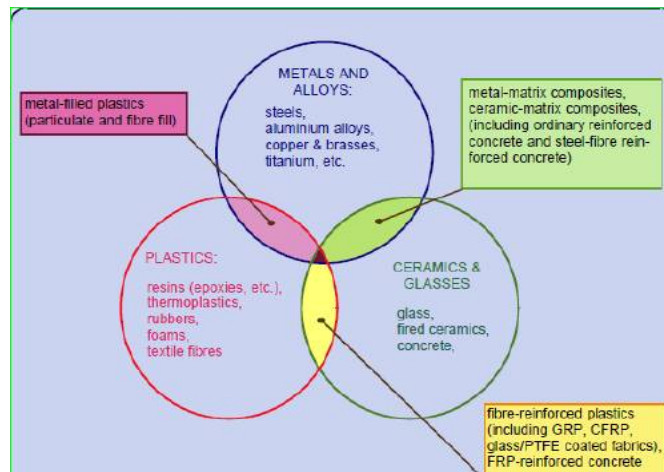 METALS AND
ALLOYS:
steels,
aluminium alloys,
copper & brasses,
titanium, etc.
metal-filled plastics
(particulate and fibre fill)
metal-matrix composites,
ceramic-matrix composites,
(including ordinary reinforced
concrete and steel-fibre rein-
forced concrete)
PLASTICS:
resins (epoxies, etc.),
thermoplastics,
rubbers,
foams,
textile fibres
CERAMICS &
GLASSES
glass,
fired ceramics,
concrete,
fibre-reinforced plastics
(including GRP, CFRP,
glass/PTFE coated fabrics),
FRP-reinforced concrete